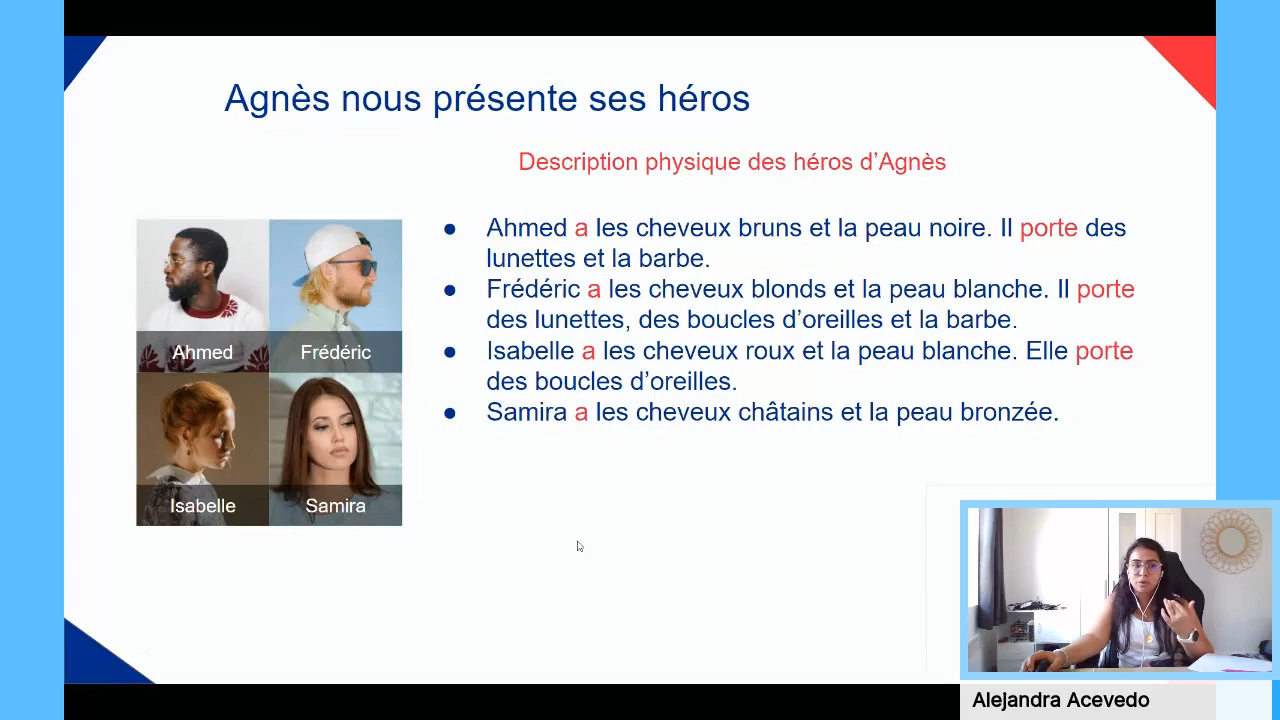 Agnès nous présente ses héros
Description physique des héros d'Agnès
● Ahmed a les cheveux bruns et la peau noire. Il porte des
lunettes et la barbe.
● Frédéric a les cheveux blonds et la peau blanche. Il porte
des lunettes, des boucles d'oreilles et la barbe.
● Isabelle a les cheveux roux et la peau blanche. Elle porte
des boucles d'oreilles.
● Samira a les cheveux châtains et la peau bronzée.
Ahmed
Frédéric
Isabelle
Samira
Alejandra Acevedo